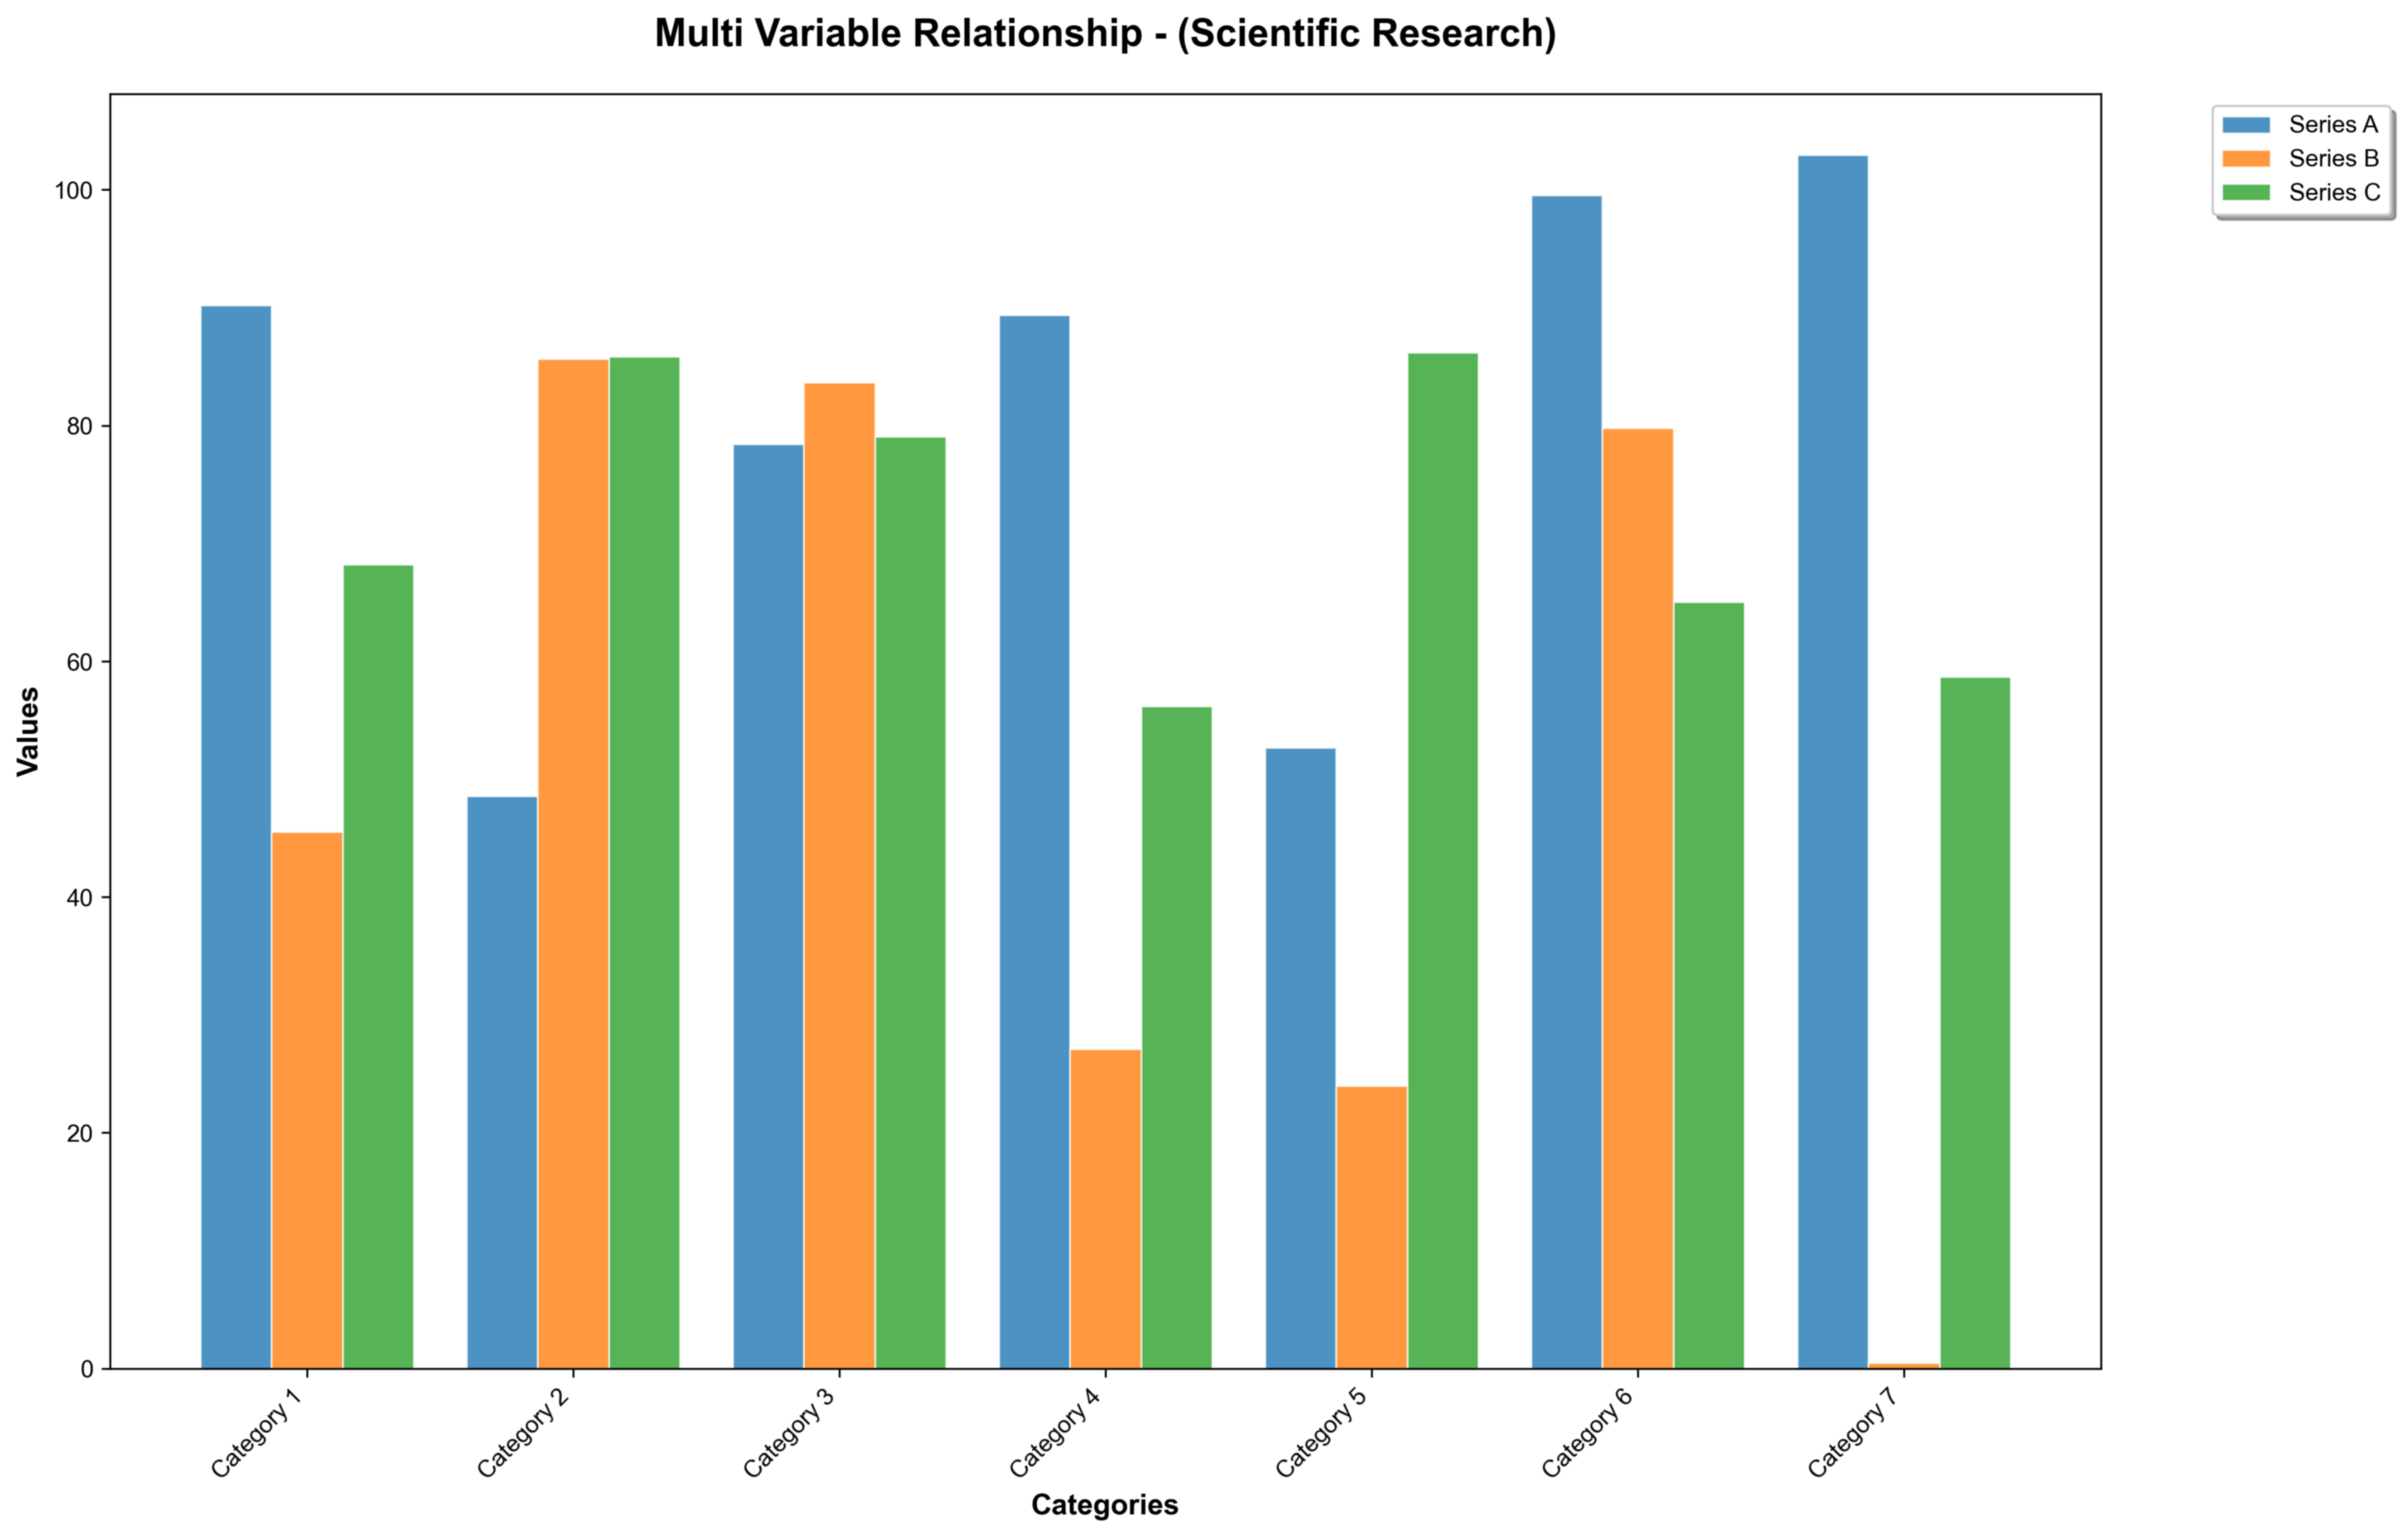 Multi Variable Relationship - (Scientific Research)
Series A
Series B
Series C
Values
100
80
60
40
20
0
Category 1
Category 2
Category 3
Category 4
Category 5
Category 6
Category 7
Categories